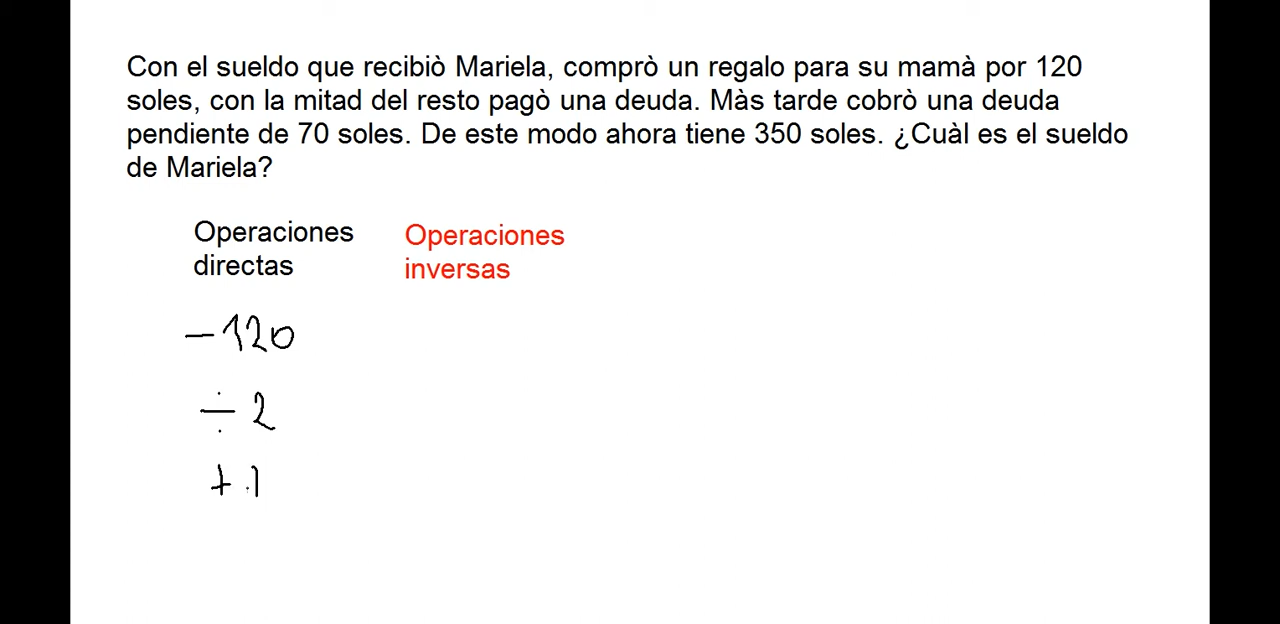 Con el sueldo que recibiò Mariela, comprò un regalo para su mamà por 120
soles, con la mitad del resto pagò una deuda. Màs tarde cobrò una deuda
pendiente de 70 soles. De este modo ahora tiene 350 soles. ¿Cuàl es el sueldo
de Mariela?
Operaciones Operaciones
directas inversas
-120
÷ 2
+